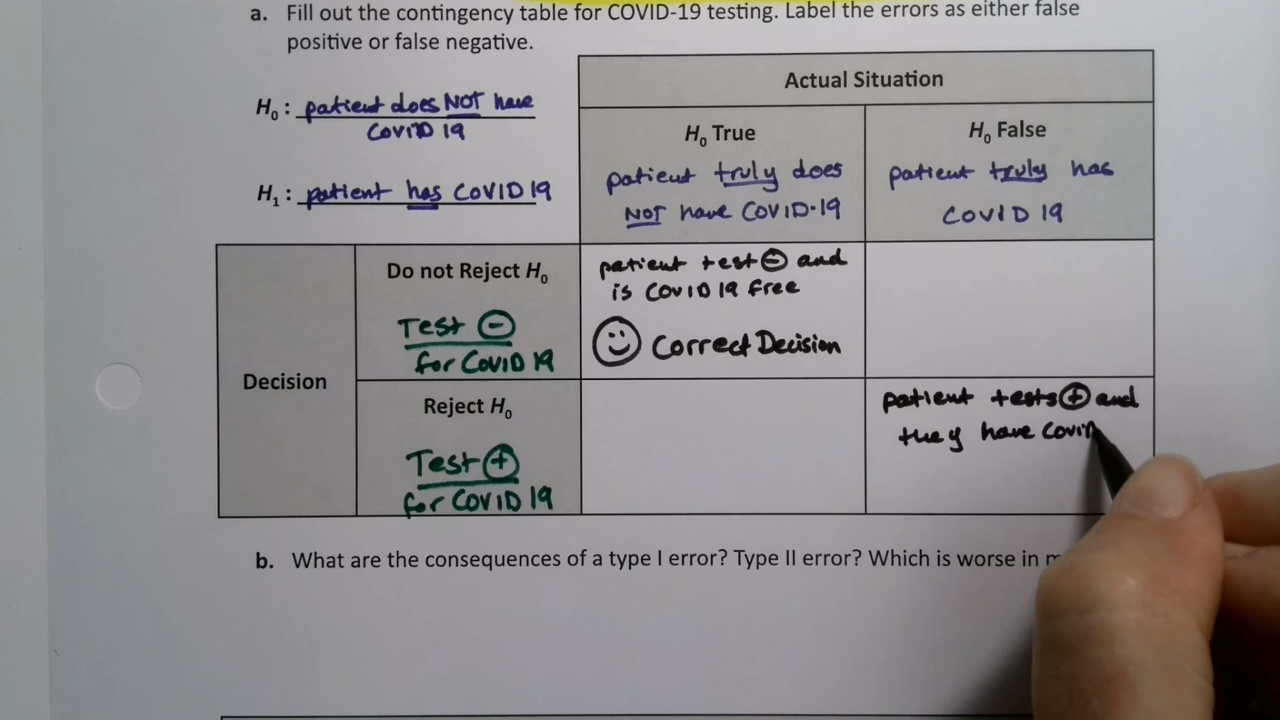 a. Fill out the contingency table for COVID-19 testing. Label the errors as either false
positive or false negative.
H0 : patient does NOT have
COVID 19
H1 : patient has COVID 19
Actual Situation
H0 True
patient truly does
NOT have COVID-19
H0 False
patient truly has
COVID 19
Decision
Do not Reject H0
Test ⊖
for COVID 19
patient test ⊖ and
is COVID 19 free
Correct Decision
Reject H0
Test ⊕
for COVID 19
patient tests ⊕ and
they have
b. What are the consequences of a type I error? Type II error? Which is worse in